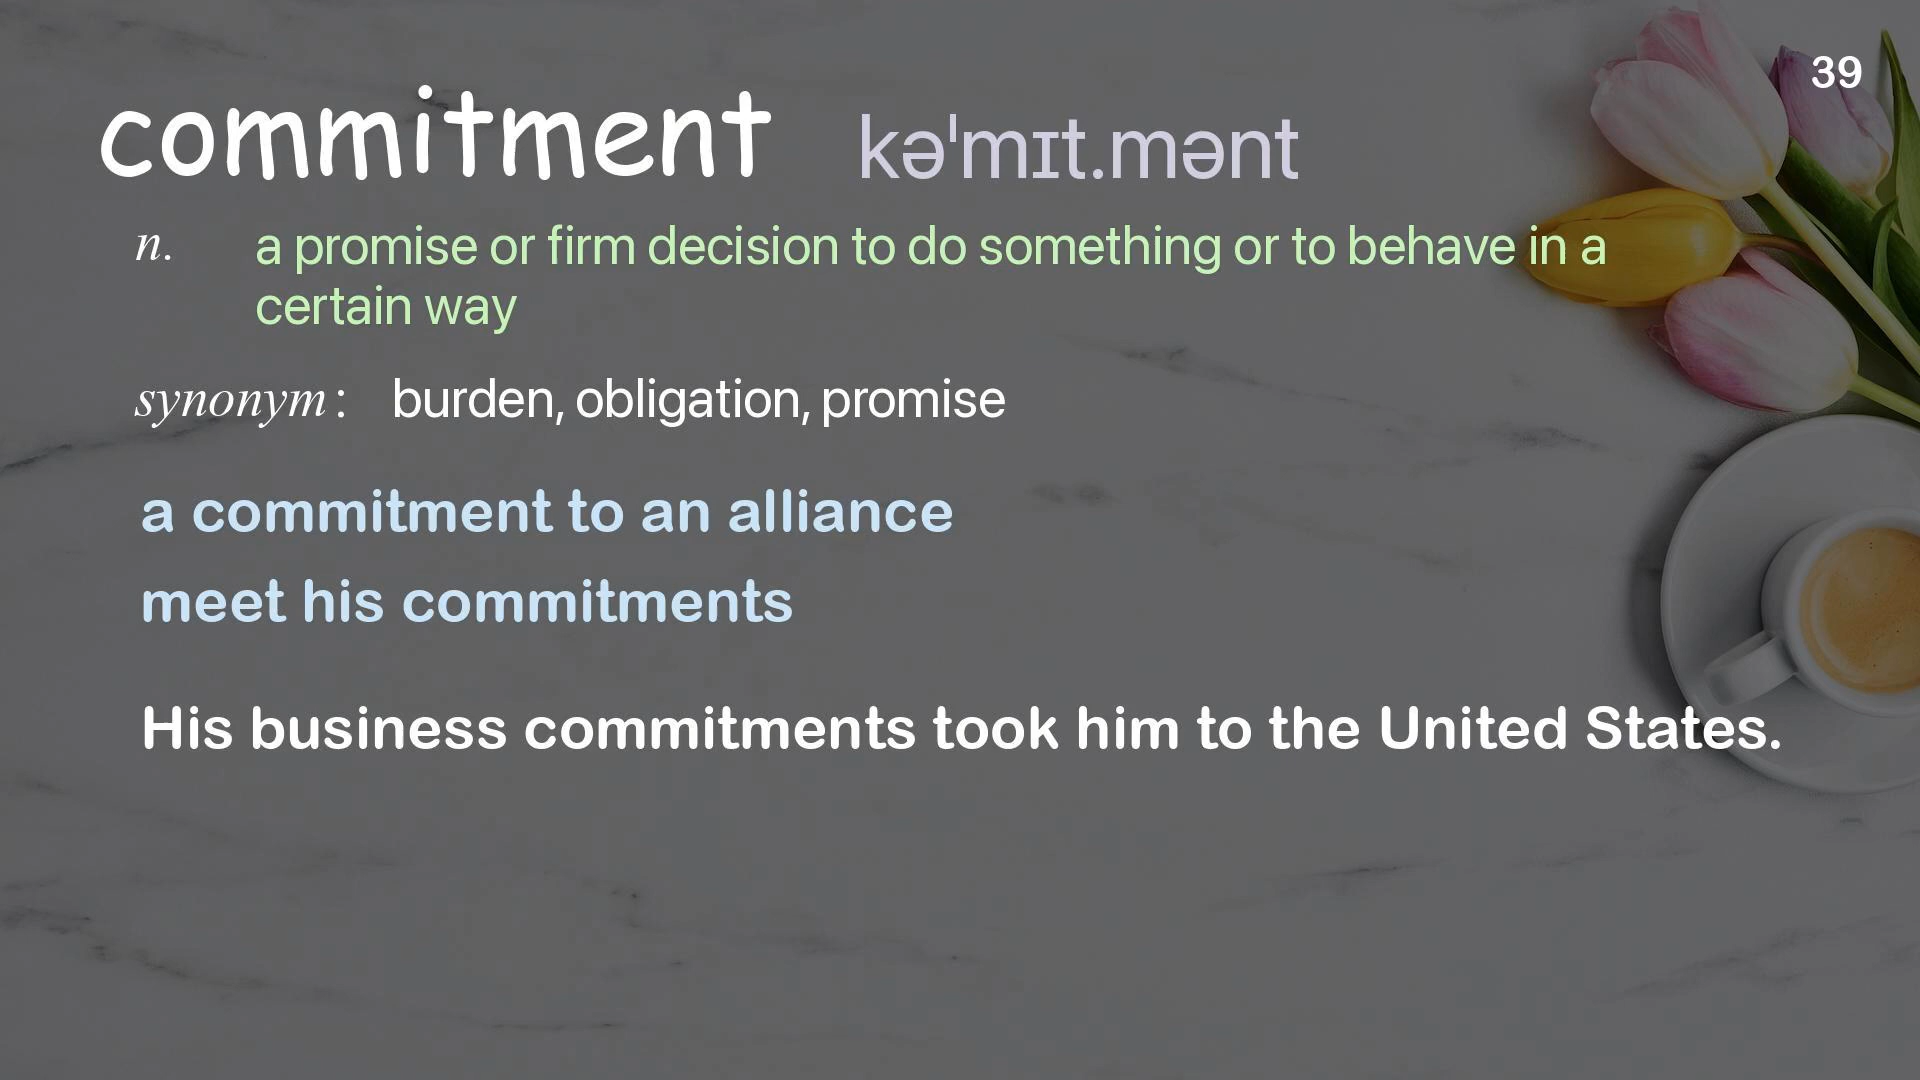 39
commitment kəˈmɪt.mənt
n. a promise or firm decision to do something or to behave in a
certain way
synonym : burden, obligation, promise
a commitment to an alliance
meet his commitments
His business commitments took him to the United States.